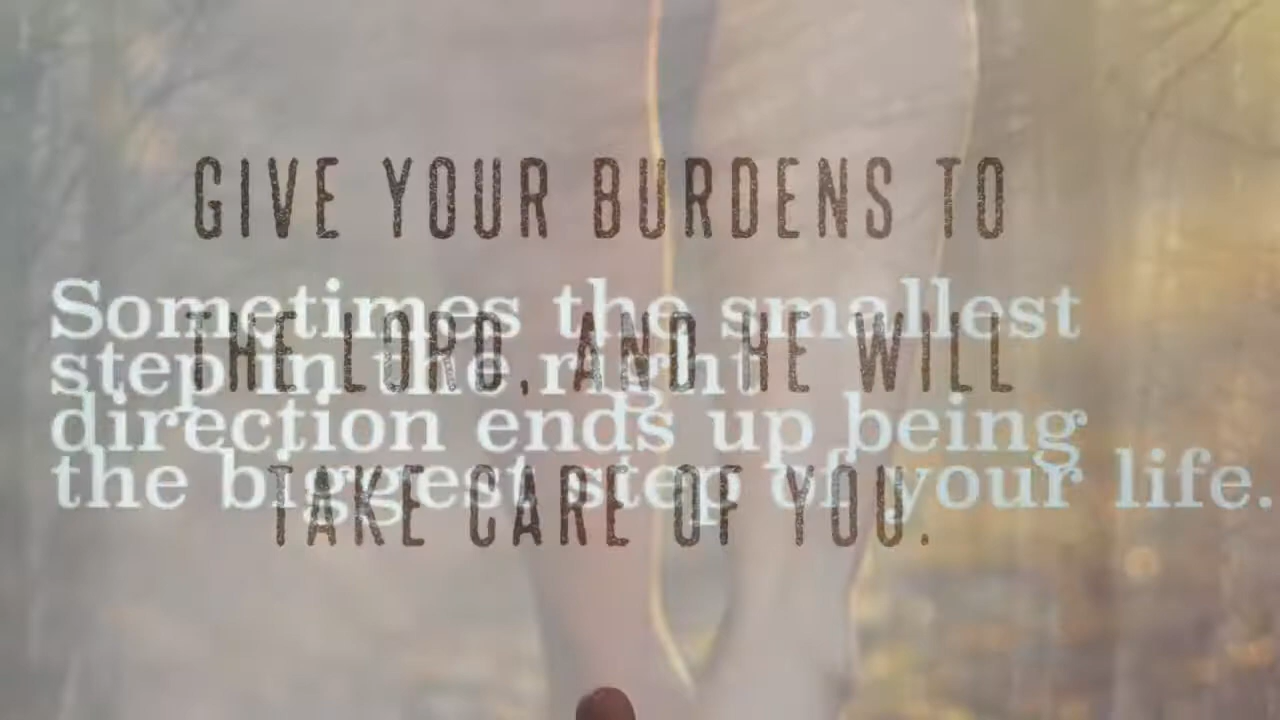 GIVE YOUR BURDENS TO
THE LORD, AND HE WILL
TAKE CARE OF YOU.
Sometimes the smallest
step in the right
direction ends up being
the biggest step of your life.